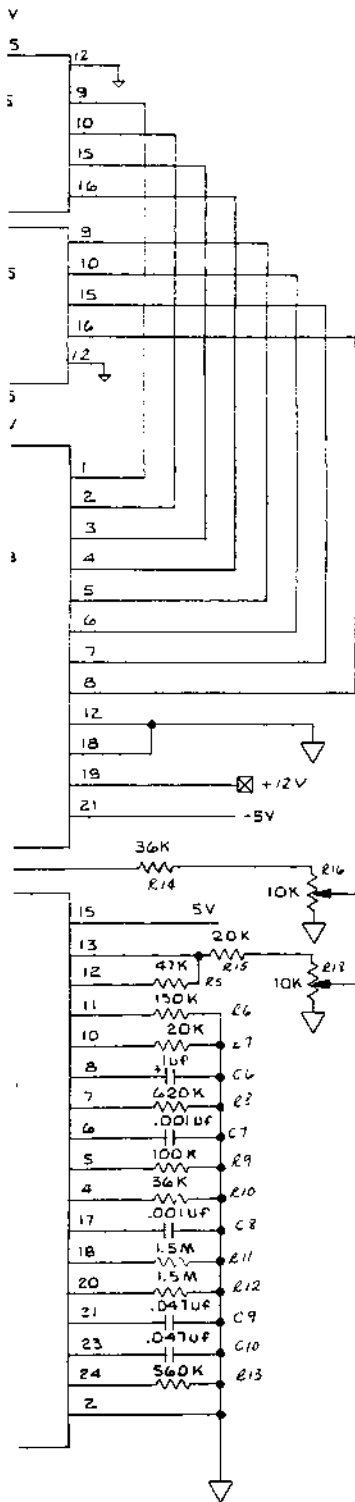 V
5
12
9
10
15
16
9
10
15
16
12
5
1
2
3
4
5
6
7
8
12
18
19 +12V
21 -5V
36K
R14
R16
10K
15 5V
13 20K
R15
R18
12 47K R5
10K
11 150K R6
10 20K
8 .1uf C6
7 620K R8
6 .001uf C7
5 100K R9
4 36K R10
17 .001uf C8
18 1.5M R11
20 1.5M R12
21 .047uf C9
23 .047uf C10
24 560K R13
2